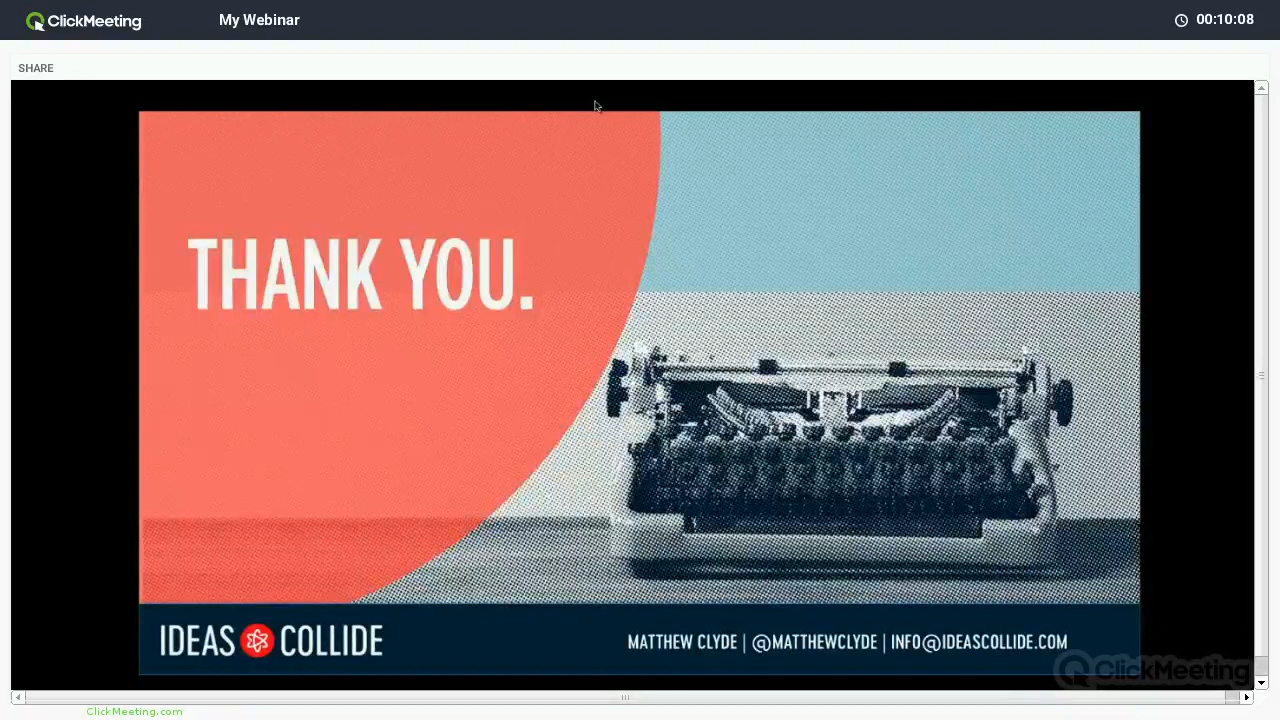 ClickMeeting
My Webinar
00:10:08
SHARE
THANK YOU.
IDEAS COLLIDE
MATTHEW CLYDE | @MATTHEWCLYDE | INFO@IDEASCOLLIDE.COM
ClickMeeting
ClickMeeting.com